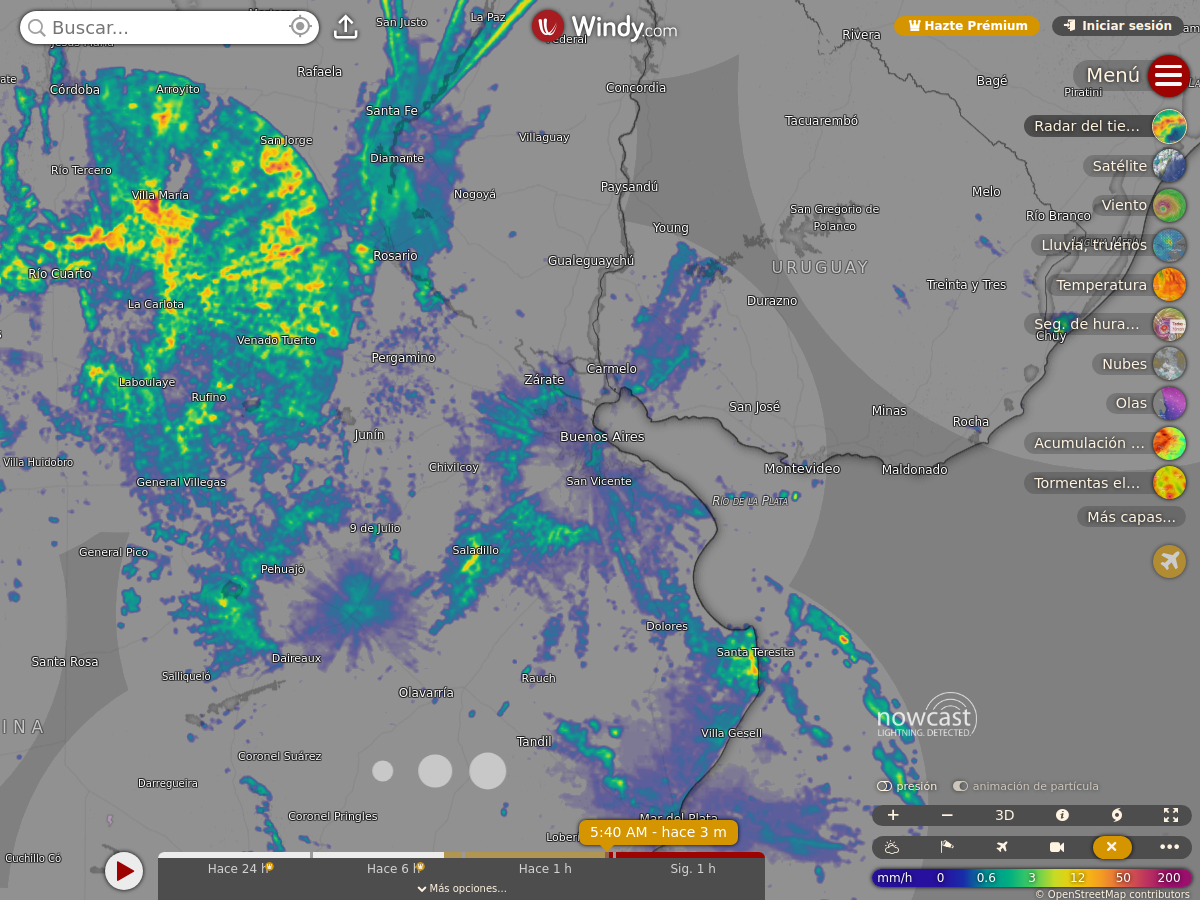 Buscar...
Windy.com
Hazte Prémium
Iniciar sesión
Menú
San Justo
La Paz
Federal
Rivera
Jesús María
Rafaela
Córdoba
Arroyito
Concordia
Bagé
Piratini
Santa Fe
Tacuarembó
Radar del tie...
San Jorge
Villaguay
Diamante
Río Tercero
Satélite
Villa María
Nogoyá
Paysandú
Melo
Viento
San Gregorio de
Polanco
Río Branco
Young
Lluvia, truenos
Rosario
Gualeguaychú
URUGUAY
Río Cuarto
Treinta y Tres
Temperatura
La Carlota
Durazno
Seg. de hura...
Chuy
Venado Tuerto
Pergamino
Nubes
Carmelo
Zárate
Laboulaye
Rufino
San José
Minas
Olas
Rocha
Junín
Buenos Aires
Acumulación ...
Villa Huidobro
Chivilcoy
Montevideo
Maldonado
General Villegas
San Vicente
Tormentas el...
Río de la Plata
Más capas...
9 de Julio
General Pico
Saladillo
Pehuajó
Dolores
Santa Teresita
Santa Rosa
Daireaux
Salliqueló
Rauch
Olavarría
INA
nowcast
LIGHTNING. DETECTED.
Villa Gesell
Tandil
Coronel Suárez
Darregueira
presión
animación de partícula
Coronel Pringles
Mar del Plata
3D
5:40 AM - hace 3 m
Cuchillo Có
Hace 24 h
Hace 6 h
Hace 1 h
Sig. 1 h
Más opciones...
mm/h 0 0.6 3 12 50 200
© OpenStreetMap contributors